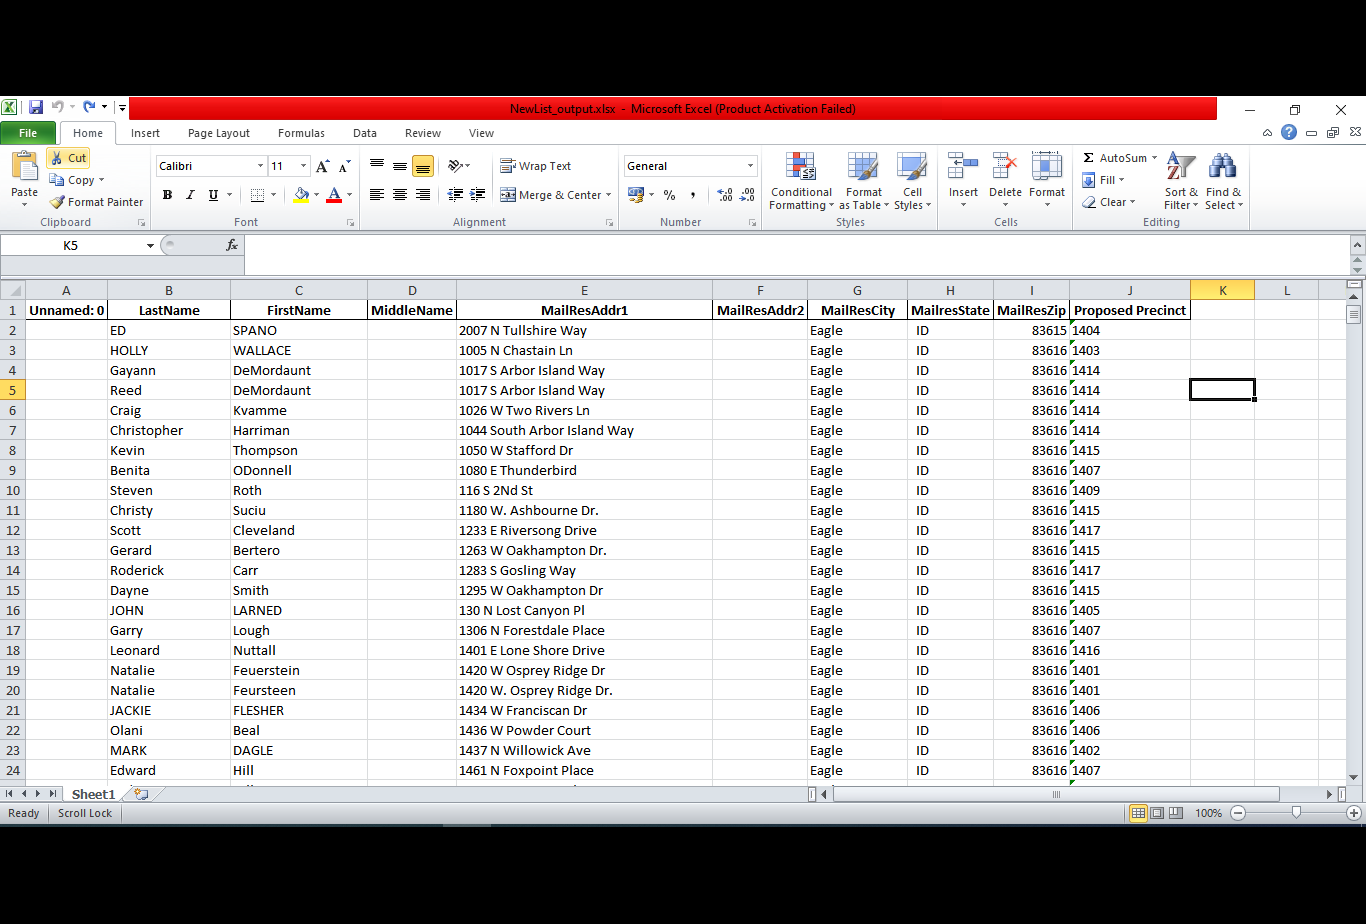 NewList_output.xlsx - Microsoft Excel (Product Activation Failed)
File Home Insert Page Layout Formulas Data Review View
Paste Cut Calibri 11 Wrap Text General Conditional Formatting Format as Table Cell Styles Insert Delete Format AutoSum Sort & Filter Find & Select
Copy Fill
Format Painter B I U A Merge & Center % , Clear
Clipboard Font Alignment Number Styles Cells Editing
K5 fx
A B C D E F G H I J K L
1 Unnamed: 0 LastName FirstName MiddleName MailResAddr1 MailResAddr2 MailResCity MailresState MailResZip Proposed Precinct
2 ED SPANO 2007 N Tullshire Way Eagle ID 83615 1404
3 HOLLY WALLACE 1005 N Chastain Ln Eagle ID 83616 1403
4 Gayann DeMordaunt 1017 S Arbor Island Way Eagle ID 83616 1414
5 Reed DeMordaunt 1017 S Arbor Island Way Eagle ID 83616 1414
6 Craig Kvamme 1026 W Two Rivers Ln Eagle ID 83616 1414
7 Christopher Harriman 1044 South Arbor Island Way Eagle ID 83616 1414
8 Kevin Thompson 1050 W Stafford Dr Eagle ID 83616 1415
9 Benita ODonnell 1080 E Thunderbird Eagle ID 83616 1407
10 Steven Roth 116 S 2Nd St Eagle ID 83616 1409
11 Christy Suciu 1180 W. Ashbourne Dr. Eagle ID 83616 1415
12 Scott Cleveland 1233 E Riversong Drive Eagle ID 83616 1417
13 Gerard Bertero 1263 W Oakhampton Dr. Eagle ID 83616 1415
14 Roderick Carr 1283 S Gosling Way Eagle ID 83616 1417
15 Dayne Smith 1295 W Oakhampton Dr Eagle ID 83616 1415
16 JOHN LARNED 130 N Lost Canyon Pl Eagle ID 83616 1405
17 Garry Lough 1306 N Forestdale Place Eagle ID 83616 1407
18 Leonard Nuttall 1401 E Lone Shore Drive Eagle ID 83616 1416
19 Natalie Feuerstein 1420 W Osprey Ridge Dr Eagle ID 83616 1401
20 Natalie Feursteen 1420 W. Osprey Ridge Dr. Eagle ID 83616 1401
21 JACKIE FLESHER 1434 W Franciscan Dr Eagle ID 83616 1406
22 Olani Beal 1436 W Powder Court Eagle ID 83616 1406
23 MARK DAGLE 1437 N Willowick Ave Eagle ID 83616 1402
24 Edward Hill 1461 N Foxpoint Place Eagle ID 83616 1407
Sheet1
Ready Scroll Lock 100%